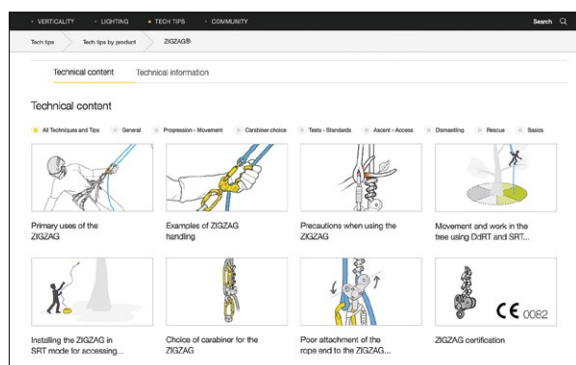 VERTICALITY LIGHTING TECH TIPS COMMUNITY Search
Tech tips Tech tips by product ZIGZAG®
Technical content Technical information
Technical content
All Techniques and Tips General Progression - Movement Carabiner choice Tests - Standards Ascent - Access Dismantling Rescue Basics
Primary uses of the
ZIGZAG
Examples of ZIGZAG
handling
Precautions when using the
ZIGZAG
Movement and work in the
tree using DdRT and SRT...
Installing the ZIGZAG in
SRT mode for accessing...
Choice of carabiner for the
ZIGZAG
Poor attachment of the
rope end to the ZIGZAG...
CE 0082
ZIGZAG certification